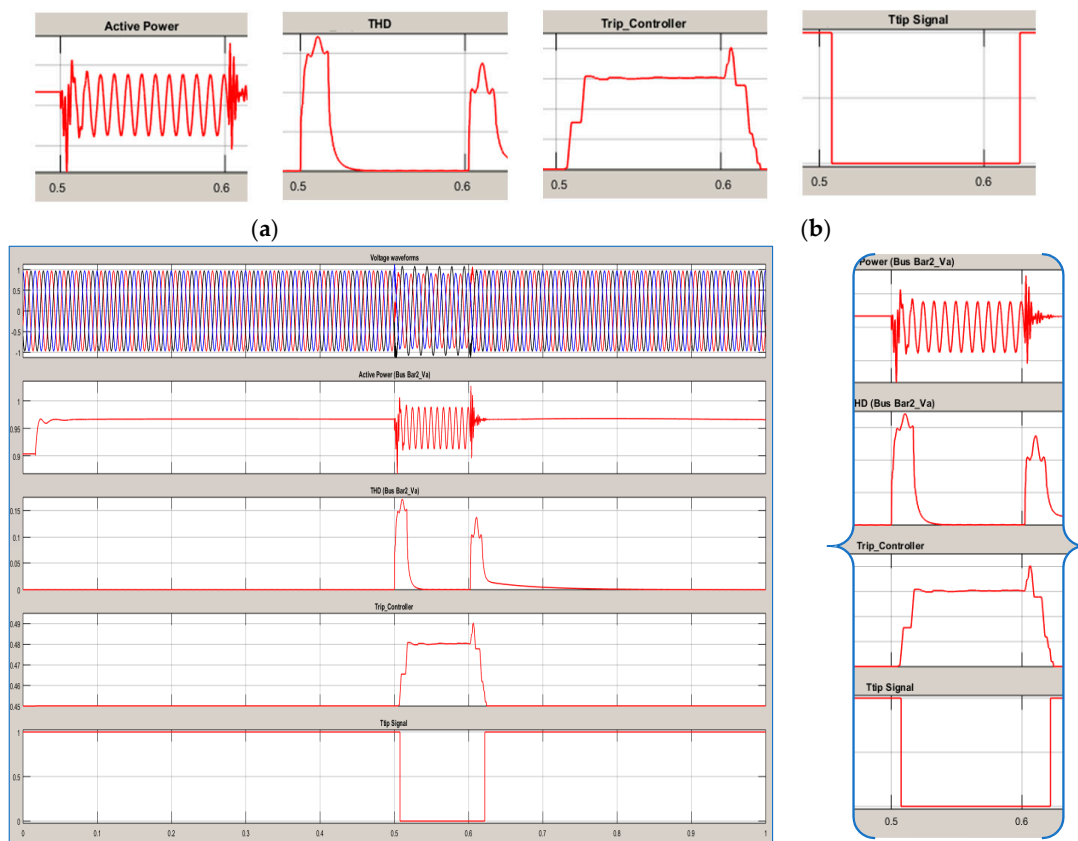 Active Power
THD
Trip_Controller
Ttip Signal
0.5 0.6
0.5 0.6
0.5 0.6
0.5 0.6
(a)
(b)
Voltage waveforms
1
0.5
0
-0.5
-1
Active Power (Bus Bar2_Va)
1
0.95
0.9
THD (Bus Bar2_Va)
0.15
0.1
0.05
0
Trip_Controller
0.49
0.48
0.47
0.46
0.45
Ttip Signal
1
0.5
0
0 0.1 0.2 0.3 0.4 0.5 0.6 0.7 0.8 0.9 1
Power (Bus Bar2_Va)
HD (Bus Bar2_Va)
Trip_Controller
Ttip Signal
0.5 0.6